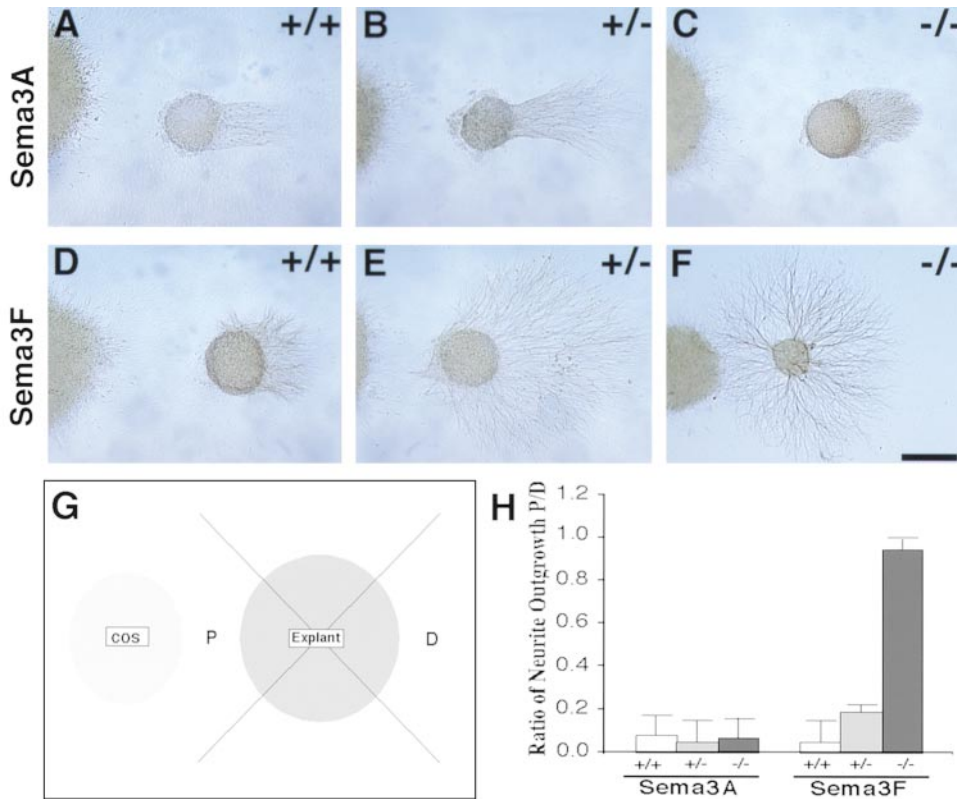 A +/+
B +/-
C -/-
Sema3A
D +/+
E +/-
F -/-
Sema3F
G
cos
P
Explant
D
H
Ratio of Neurite Outgrowth P/D
1.2
1.0
0.8
0.6
0.4
0.2
0.0
+/+ +/- -/- +/+ +/- -/-
Sema3A Sema3F